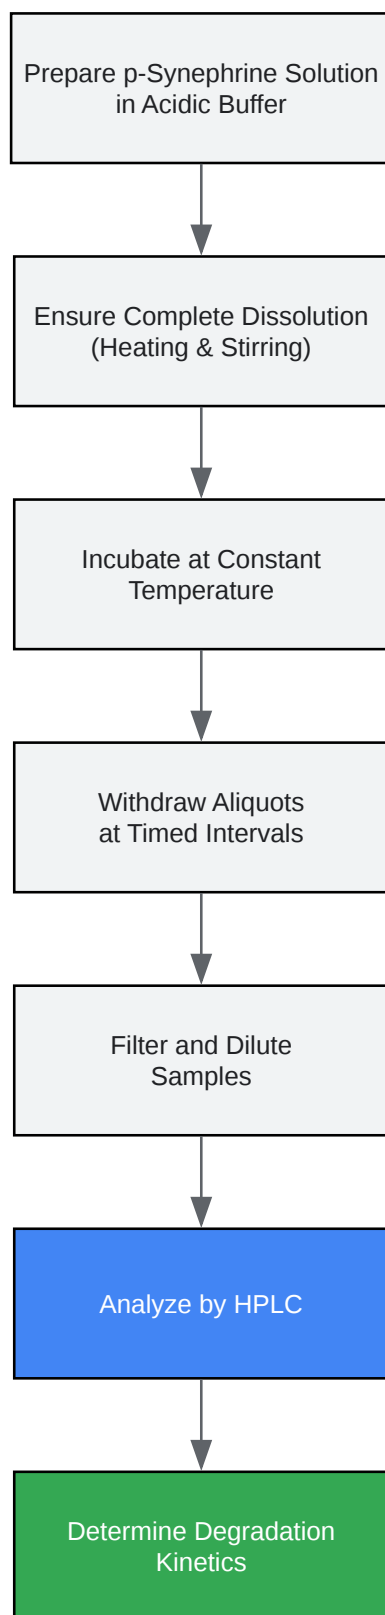 Prepare p-Synephrine Solution
in Acidic Buffer
Ensure Complete Dissolution
(Heating & Stirring)
Incubate at Constant
Temperature
Withdraw Aliquots
at Timed Intervals
Filter and Dilute
Samples
Analyze by HPLC
Determine Degradation
Kinetics